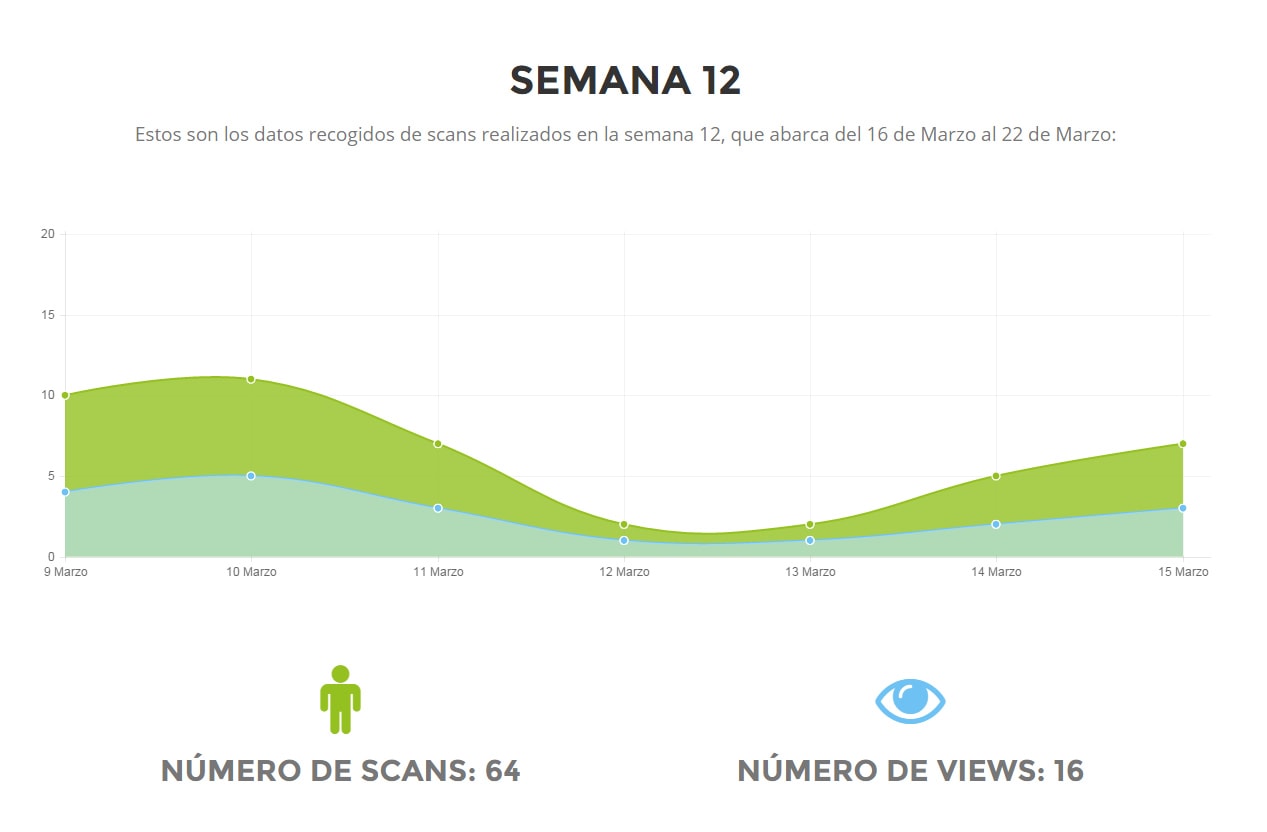 SEMANA 12
Estos son los datos recogidos de scans realizados en la semana 12, que abarca del 16 de Marzo al 22 de Marzo:
20
15
10
5
0
9 Marzo 10 Marzo 11 Marzo 12 Marzo 13 Marzo 14 Marzo 15 Marzo
NÚMERO DE SCANS: 64 NÚMERO DE VIEWS: 16